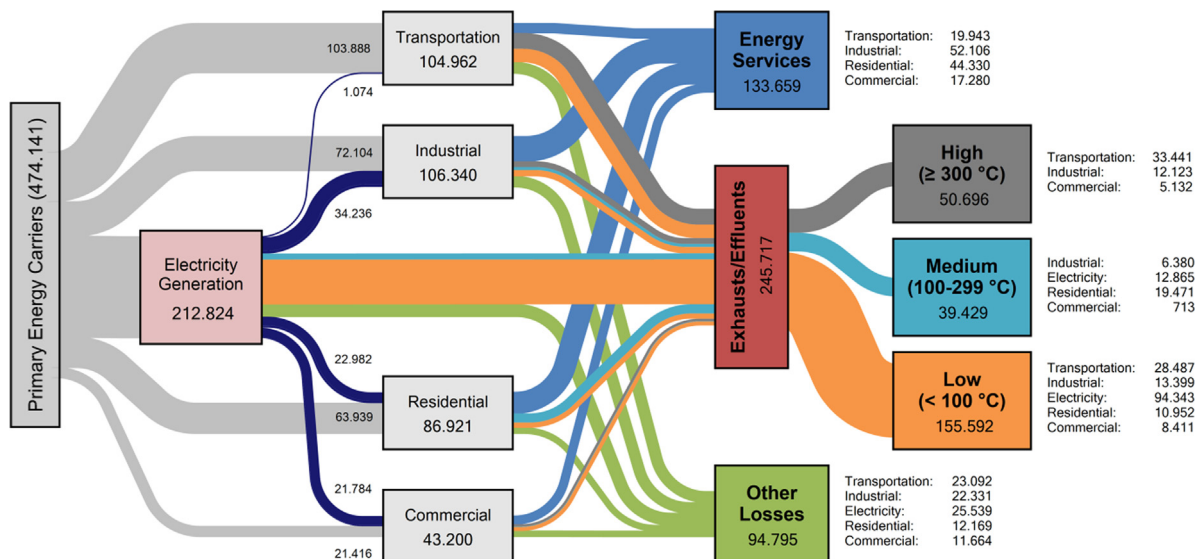 Primary Energy Carriers (474.141)
103.888
1.074
72.104
34.236
Electricity
Generation
212.824
22.982
63.939
21.784
21.416
Transportation
104.962
Industrial
106.340
Residential
86.921
Commercial
43.200
Energy
Services
133.659
Transportation: 19.943
Industrial: 52.106
Residential: 44.330
Commercial: 17.280
Exhausts/Effluents
245.717
High
(≥ 300 °C)
50.696
Transportation: 33.441
Industrial: 12.123
Commercial: 5.132
Medium
(100-299 °C)
39.429
Industrial: 6.380
Electricity: 12.865
Residential: 19.471
Commercial: 713
Low
(< 100 °C)
155.592
Transportation: 28.487
Industrial: 13.399
Electricity: 94.343
Residential: 10.952
Commercial: 8.411
Other
Losses
94.795
Transportation: 23.092
Industrial: 22.331
Electricity: 25.539
Residential: 12.169
Commercial: 11.664